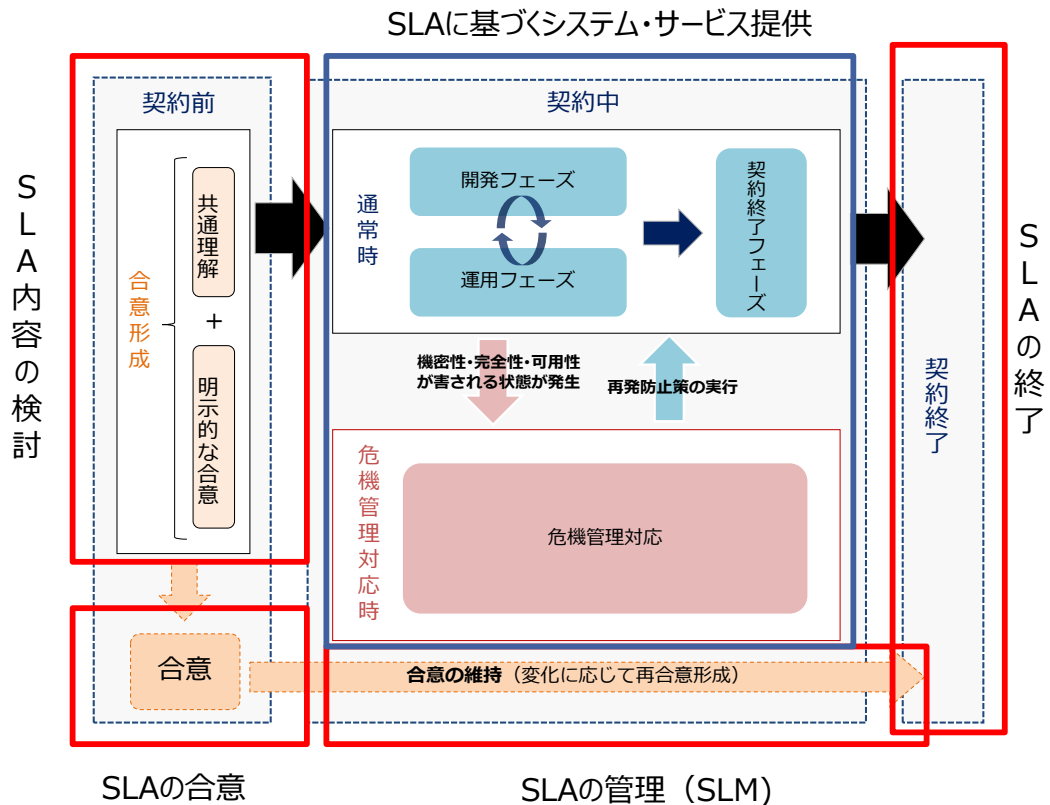 SLAに基づくシステム・サービス提供
SLA内容の検討
契約前
合意形成
共通理解
+
明示的な合意
契約中
通常時
開発フェーズ
運用フェーズ
契約終了フェーズ
機密性・完全性・可用性
が害される状態が発生
再発防止策の実行
危機管理対応時
危機管理対応
契約終了
SLAの終了
合意
合意の維持（変化に応じて再合意形成）
SLAの合意
SLAの管理（SLM）